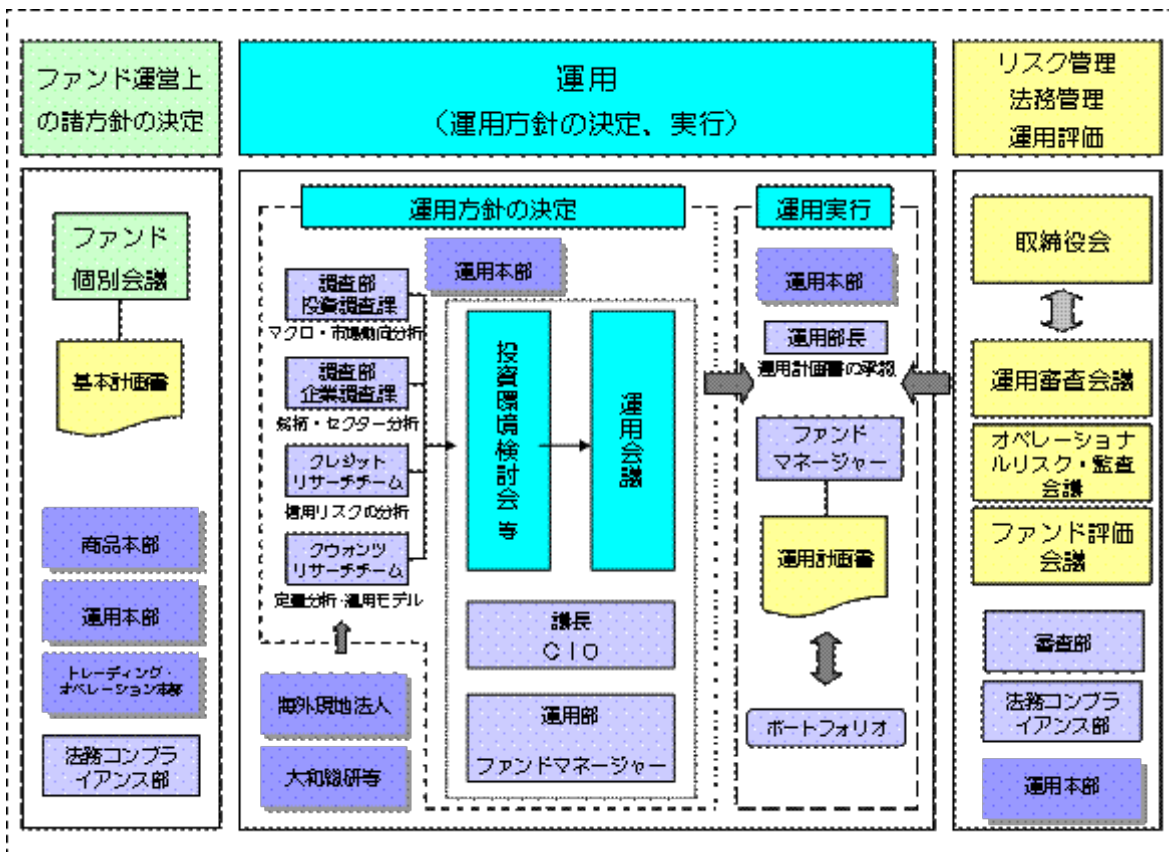 ファンド運営上
の諸方針の決定
運用
(運用方針の決定、実行)
リスク管理
法務管理
運用評価
ファンド
個別会議
基本計画書
商品本部
運用本部
トレーディング・
オペレーション本部
法務コンプラ
イアンス部
運用方針の決定
運用本部
調査部
投資調査課
マクロ・市場動向分析
調査部
企業調査課
銘柄・セクター分析
クレジット
リサーチチーム
信用リスクの分析
クウォンツ
リサーチチーム
定量分析・運用モデル
海外現地法人
大和総研等
投資環境検討会 等
運用会議
議長
CIO
運用部
ファンドマネージャー
運用実行
運用本部
運用部長
運用計画書の承認
ファンド
マネージャー
運用計画書
ポートフォリオ
取締役会
運用審査会議
オペレーショナ
ルリスク・監査
会議
ファンド評価
会議
審査部
法務コンプラ
イアンス部
運用本部